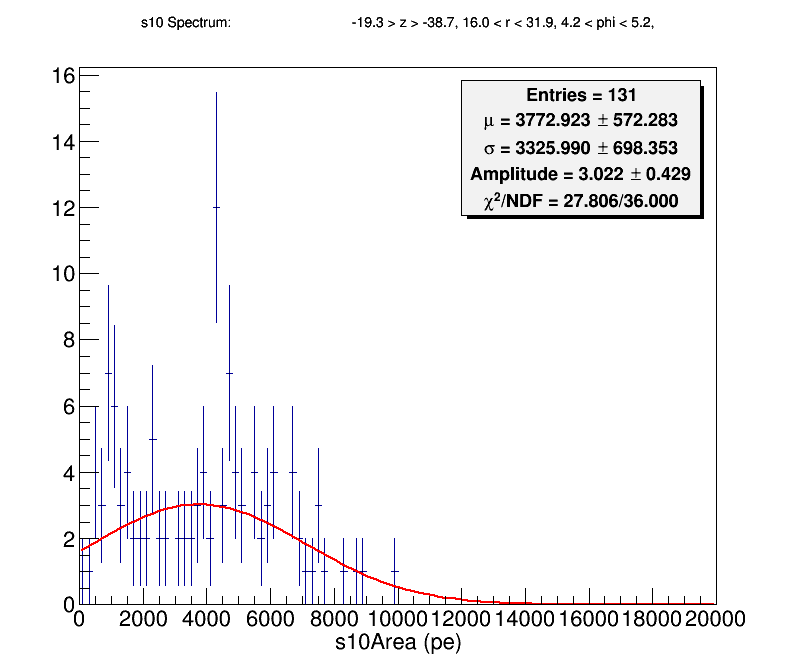 s10 Spectrum: -19.3 > z > -38.7, 16.0 < r < 31.9, 4.2 < phi < 5.2,
Entries = 131
μ = 3772.923 ± 572.283
σ = 3325.990 ± 698.353
Amplitude = 3.022 ± 0.429
χ²/NDF = 27.806/36.000
16
14
12
10
8
6
4
2
0
0 2000 4000 6000 8000 10000 12000 14000 16000 18000 20000
s10Area (pe)